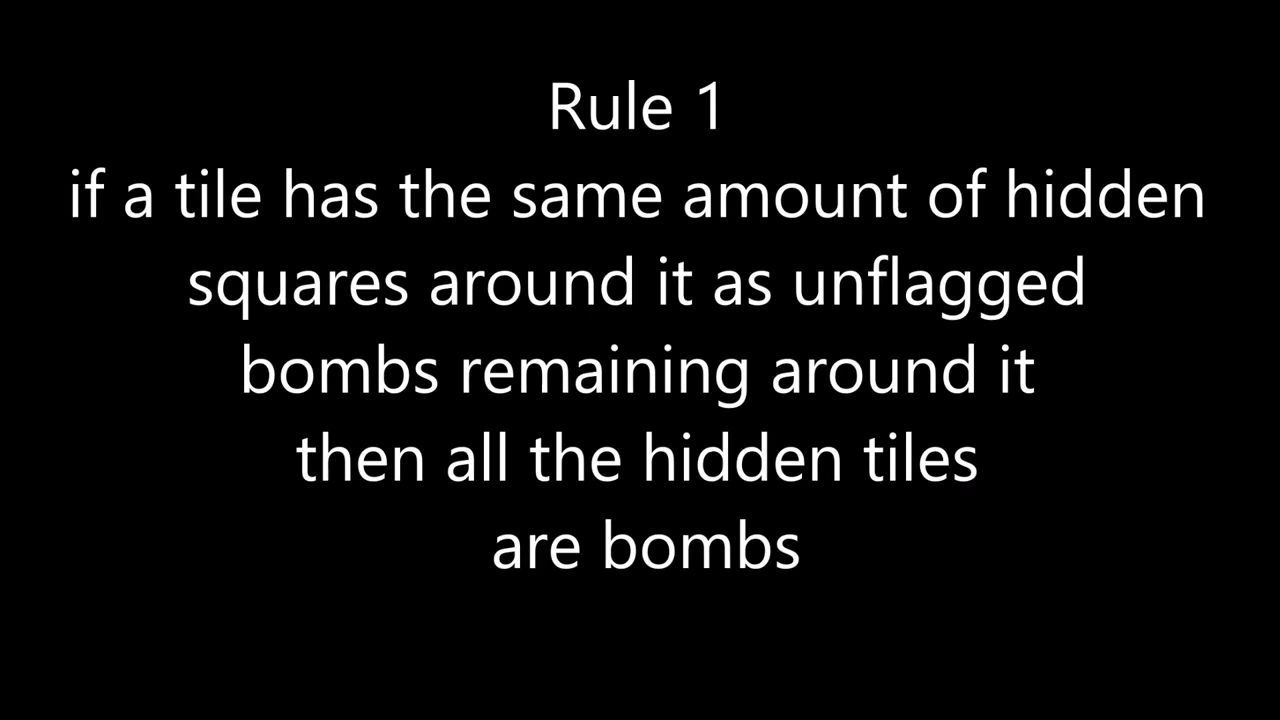 Rule 1
if a tile has the same amount of hidden
squares around it as unflagged
bombs remaining around it
then all the hidden tiles
are bombs